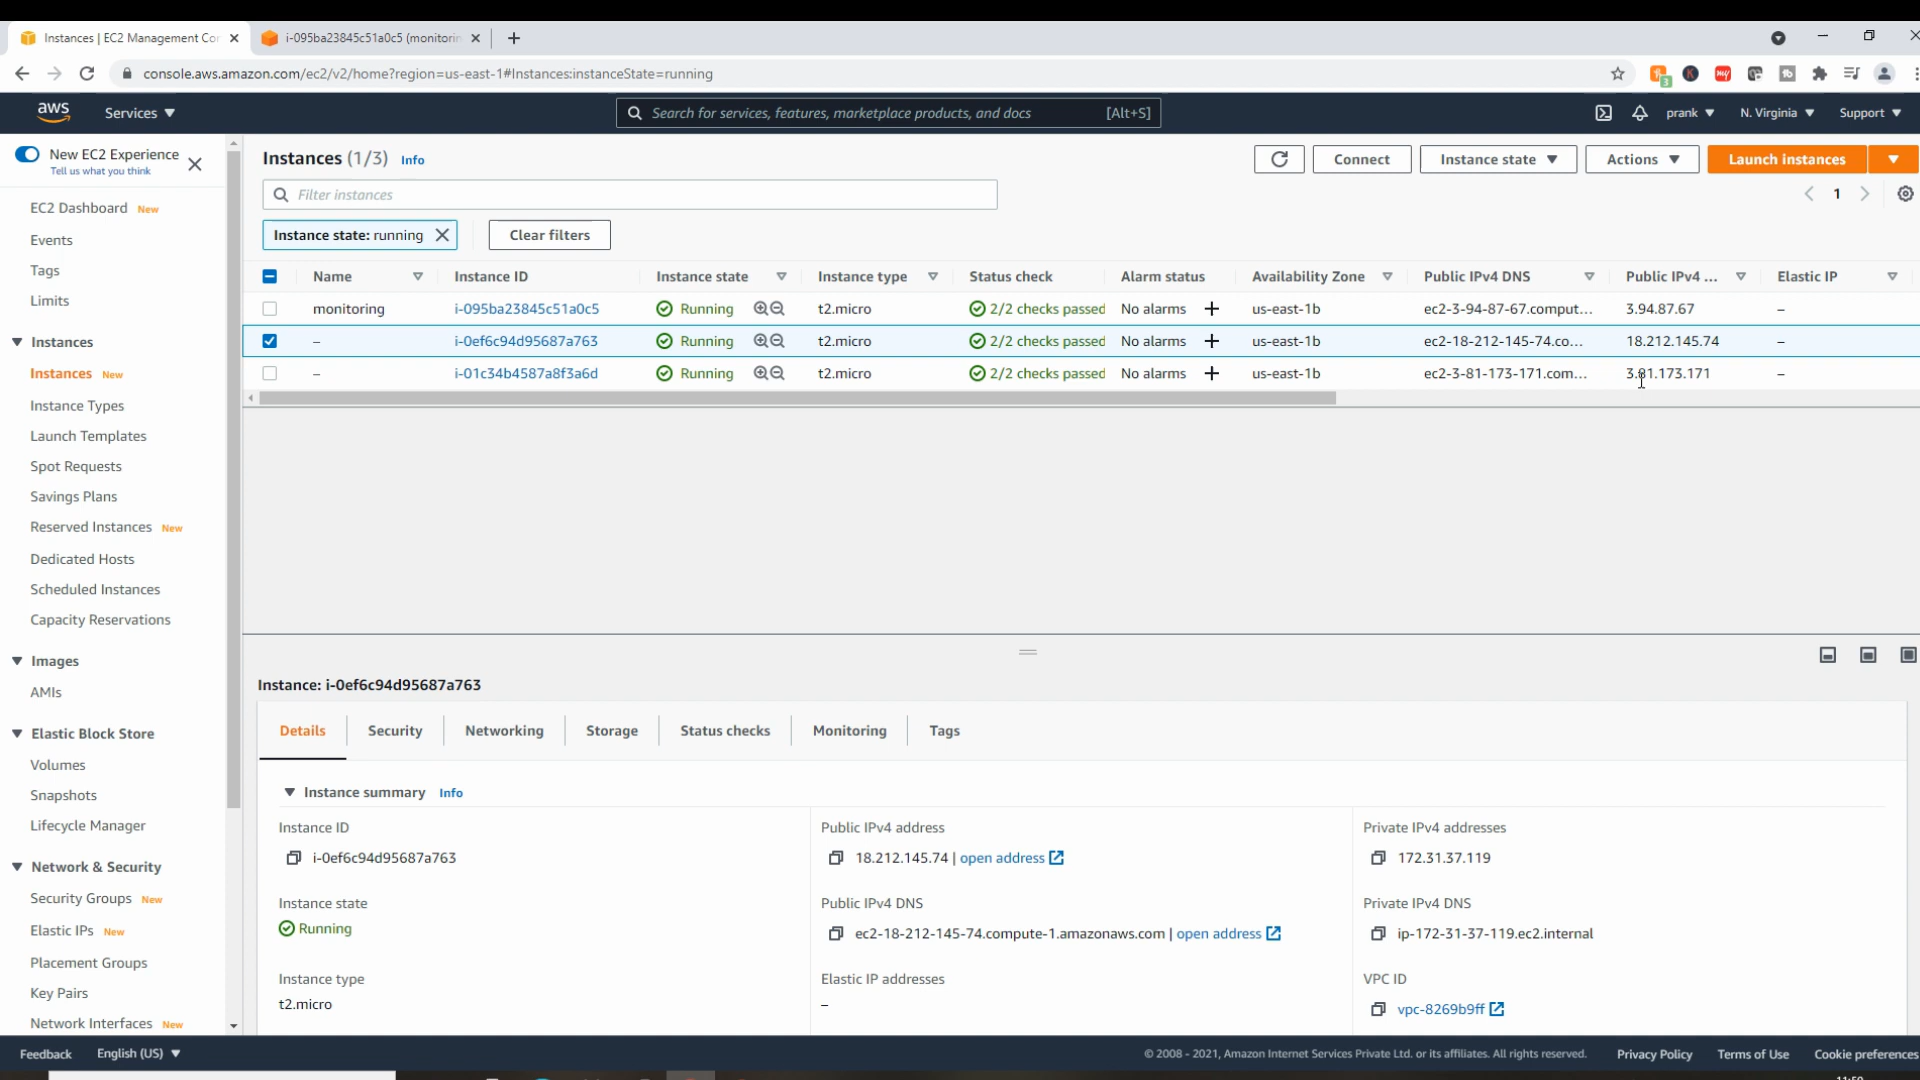 Instances | EC2 Management Con
i-095ba23845c51a0c5 (monitorin
console.aws.amazon.com/ec2/v2/home?region=us-east-1#Instances:instanceState=running
3
K
my
tb
aws
Services
Search for services, features, marketplace products, and docs
[Alt+S]
prank
N. Virginia
Support
New EC2 Experience
Tell us what you think
EC2 Dashboard New
Events
Tags
Limits
Instances
Instances New
Instance Types
Launch Templates
Spot Requests
Savings Plans
Reserved Instances New
Dedicated Hosts
Scheduled Instances
Capacity Reservations
Images
AMIs
Elastic Block Store
Volumes
Snapshots
Lifecycle Manager
Network & Security
Security Groups New
Elastic IPs New
Placement Groups
Key Pairs
Network Interfaces New
Instances (1/3) Info
Connect
Instance state
Actions
Launch instances
Filter instances
1
Instance state: running
Clear filters
Name Instance ID Instance state Instance type Status check Alarm status Availability Zone Public IPv4 DNS Public IPv4 ... Elastic IP
monitoring i-095ba23845c51a0c5 Running t2.micro 2/2 checks passed No alarms + us-east-1b ec2-3-94-87-67.comput... 3.94.87.67 –
– i-0ef6c94d95687a763 Running t2.micro 2/2 checks passed No alarms + us-east-1b ec2-18-212-145-74.co... 18.212.145.74 –
– i-01c34b4587a8f3a6d Running t2.micro 2/2 checks passed No alarms + us-east-1b ec2-3-81-173-171.com... 3.81.173.171 –
Instance: i-0ef6c94d95687a763
Details Security Networking Storage Status checks Monitoring Tags
Instance summary Info
Instance ID
i-0ef6c94d95687a763
Public IPv4 address
18.212.145.74 | open address
Private IPv4 addresses
172.31.37.119
Instance state
Running
Public IPv4 DNS
ec2-18-212-145-74.compute-1.amazonaws.com | open address
Private IPv4 DNS
ip-172-31-37-119.ec2.internal
Instance type
t2.micro
Elastic IP addresses
–
VPC ID
vpc-8269b9ff
Feedback
English (US)
© 2008 - 2021, Amazon Internet Services Private Ltd. or its affiliates. All rights reserved.
Privacy Policy
Terms of Use
Cookie preferences